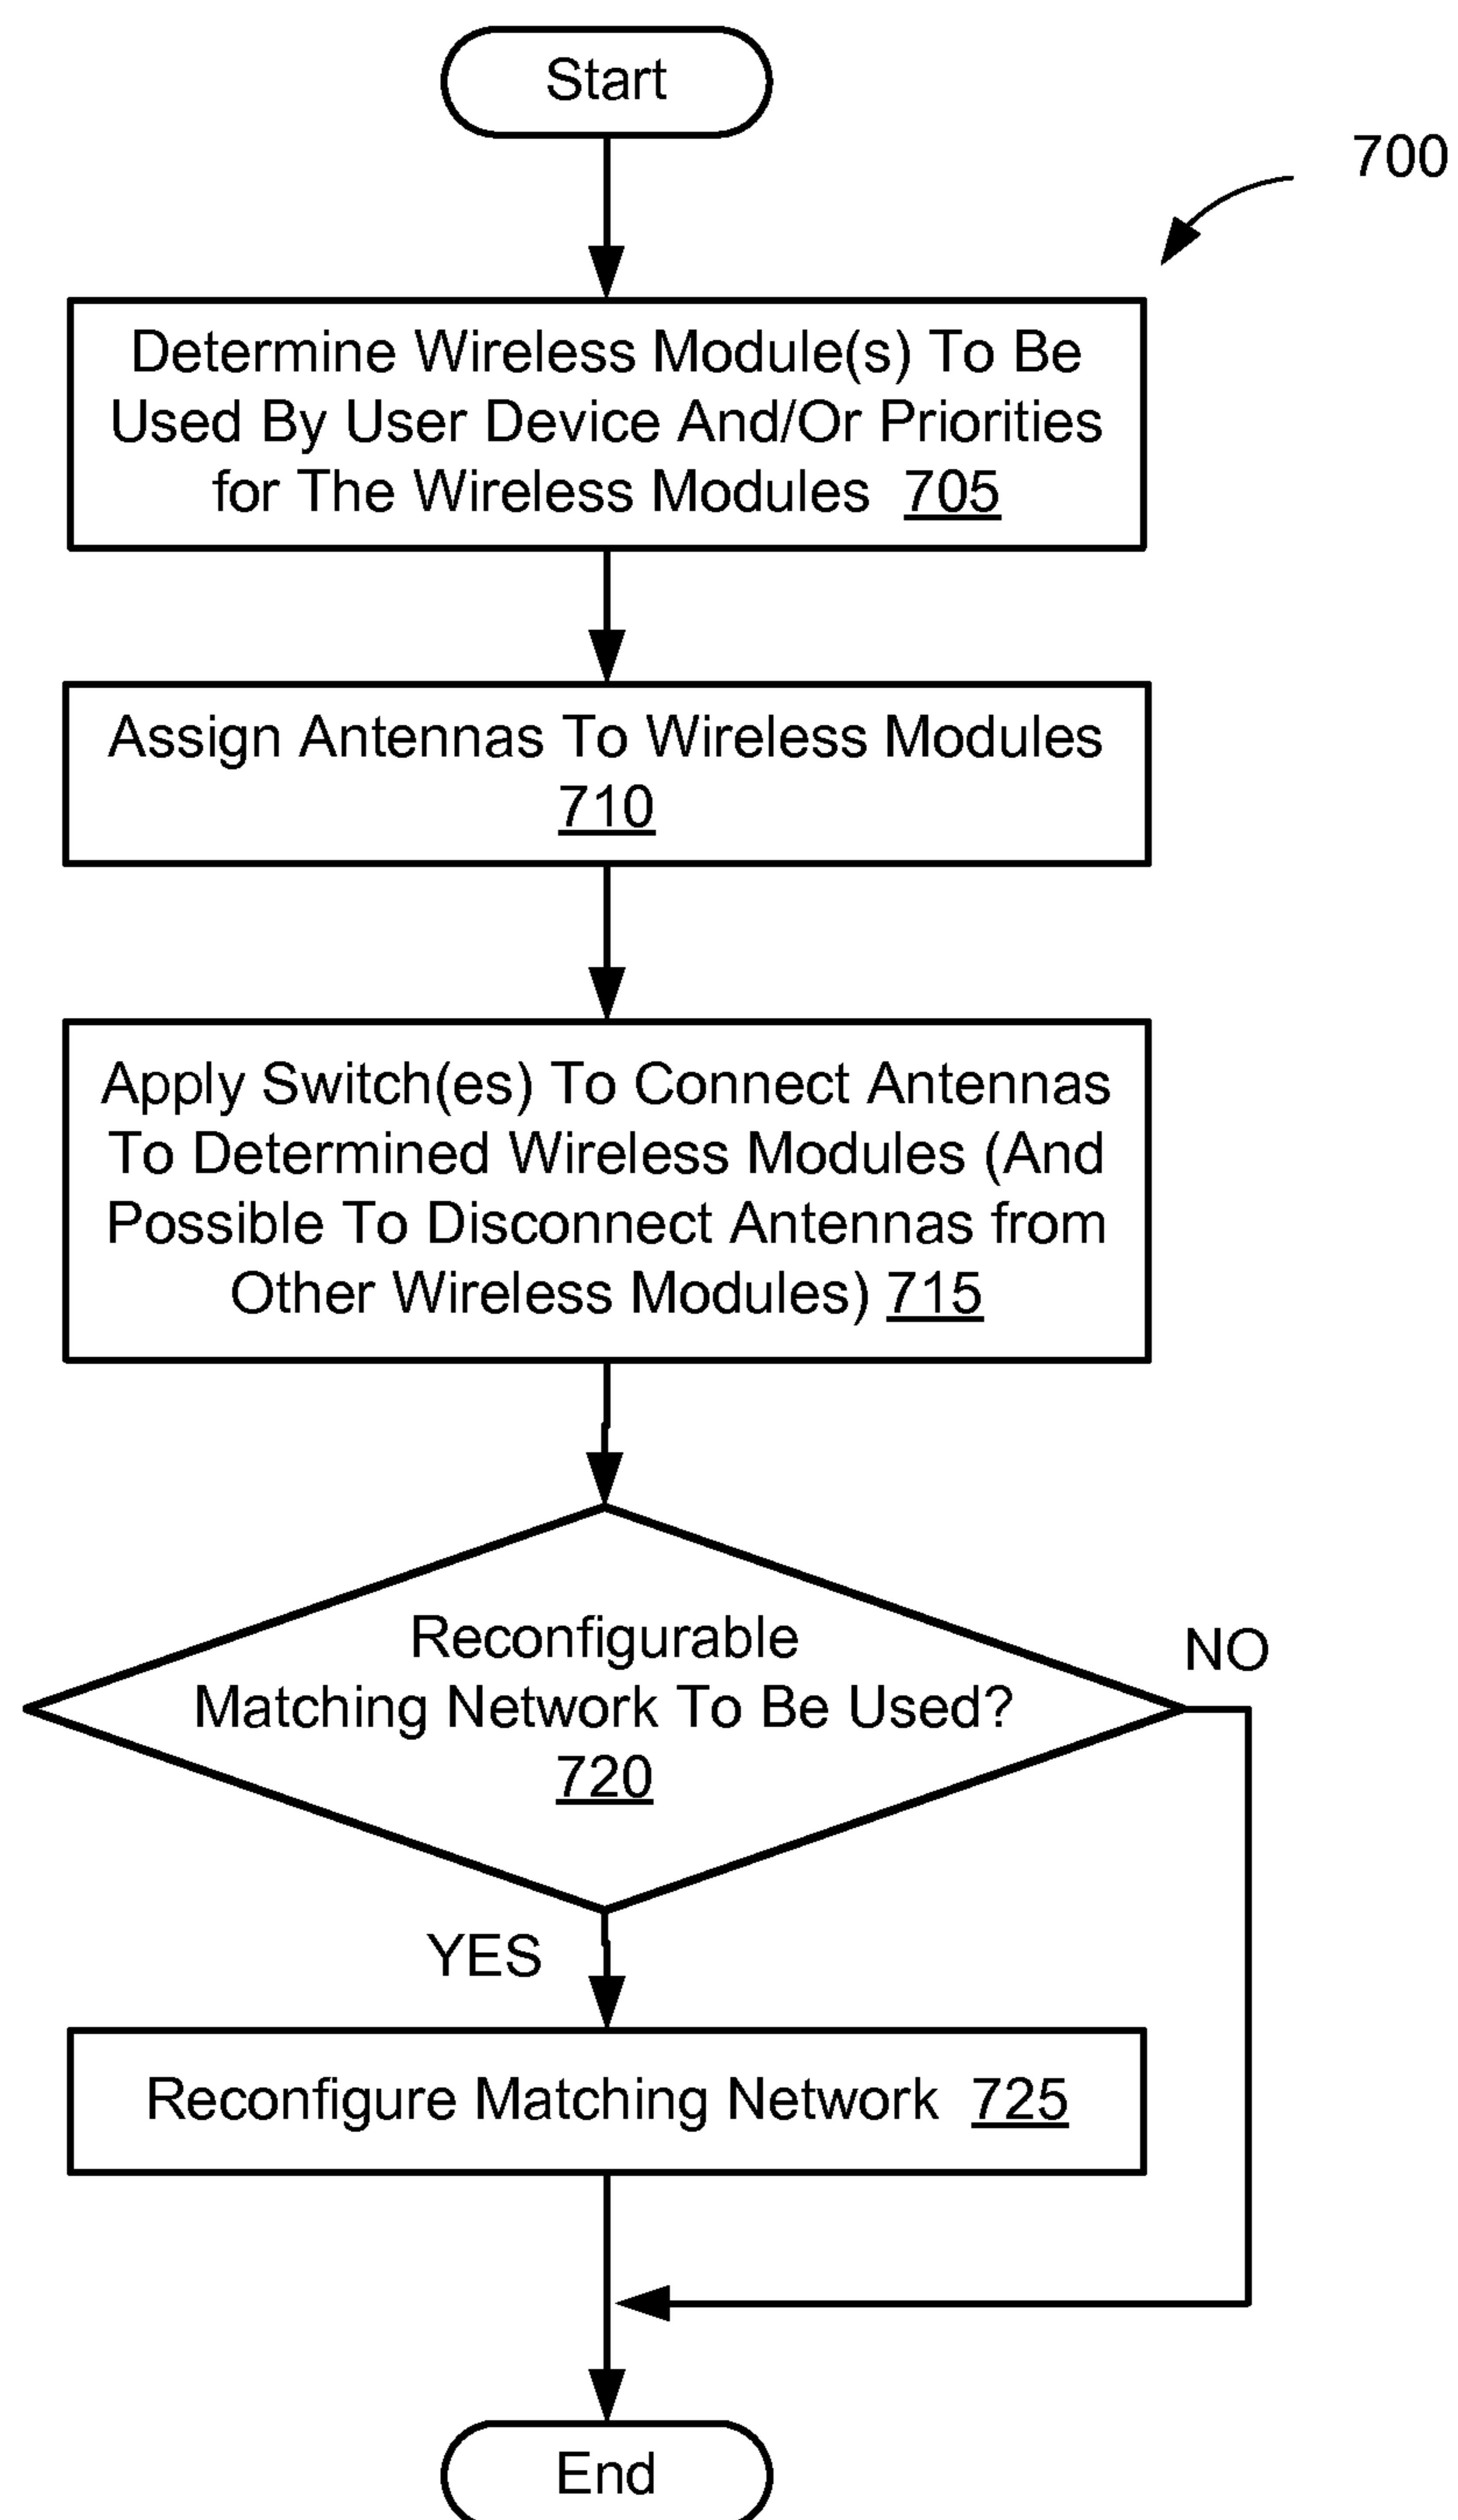 Start
700
Determine Wireless Module(s) To Be
Used By User Device And/Or Priorities
for The Wireless Modules 705
Assign Antennas To Wireless Modules
710
Apply Switch(es) To Connect Antennas
To Determined Wireless Modules (And
Possible To Disconnect Antennas from
Other Wireless Modules) 715
Reconfigurable
Matching Network To Be Used?
720
NO
YES
Reconfigure Matching Network 725
End